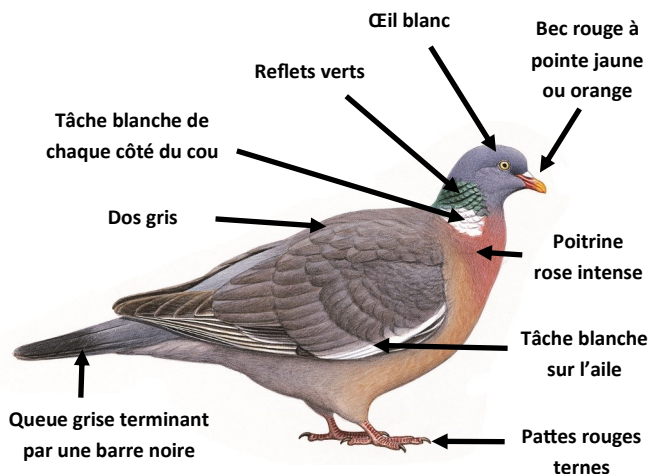 Œil blanc
Bec rouge à
pointe jaune
ou orange
Reflets verts
Tâche blanche de
chaque côté du cou
Dos gris
Poitrine
rose intense
Tâche blanche
sur l’aile
Queue grise terminant
par une barre noire
Pattes rouges
ternes